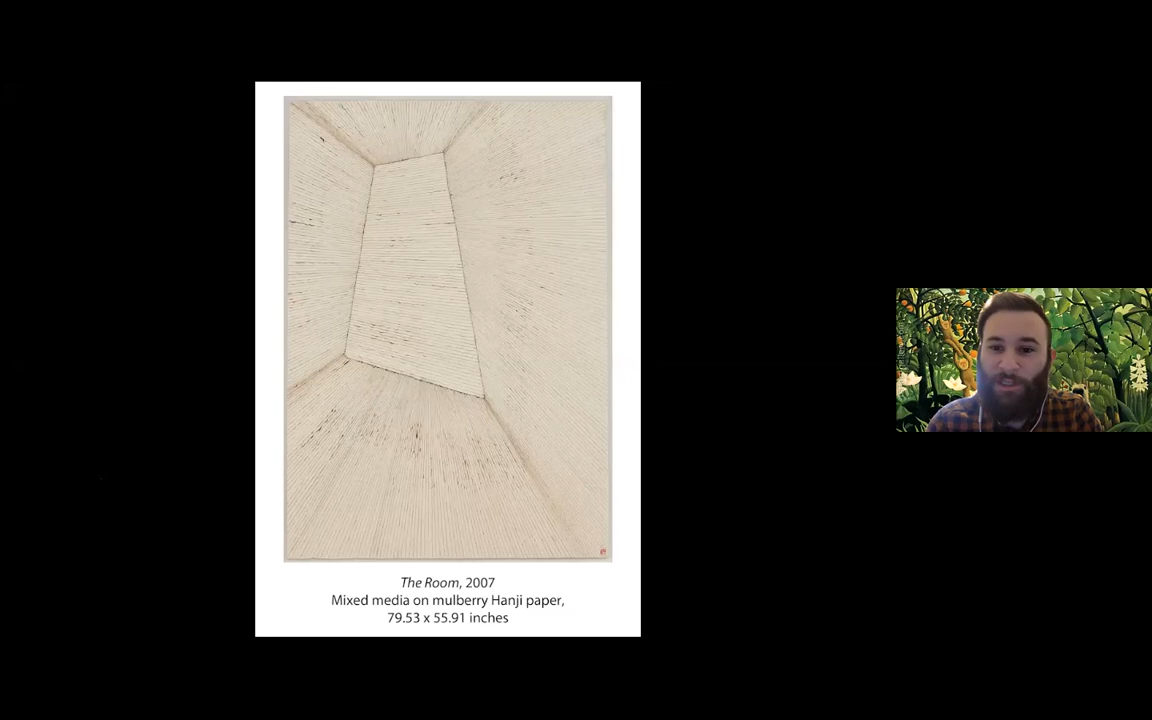 The Room, 2007
Mixed media on mulberry Hanji paper,
79.53 x 55.91 inches